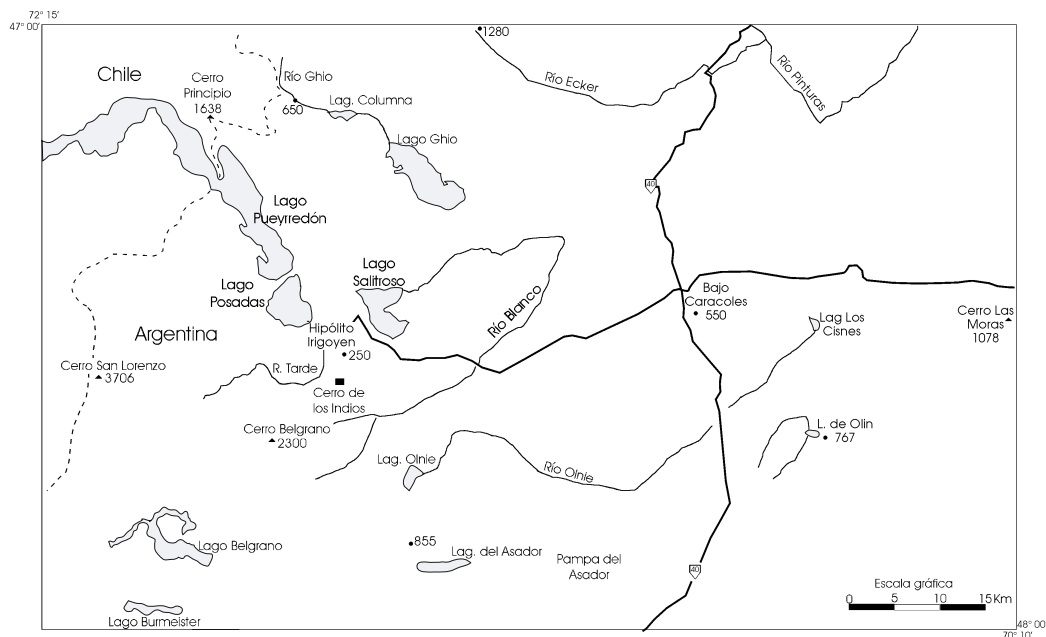 72° 15'
47° 00'
1280
Chile
Cerro
Principio
1638
Río Ghio
650
Lag. Columna
Río Ecker
Río Pinturas
Lago Ghio
40
Lago
Pueyrredón
Lago
Posadas
Lago
Salitroso
Río Blanco
Bajo
Caracoles
550
Lag Los
Cisnes
Cerro Las
Moras
1078
Argentina
Hipólito
Irigoyen
250
Cerro San Lorenzo
3706
R. Tarde
Cerro de
los Indios
Cerro Belgrano
2300
L. de Olin
767
Lag. Olnie
Río Olnie
855
Lago Belgrano
Lag. del Asador
Pampa del
Asador
40
Escala gráfica
0 5 10 15 Km
Lago Burmeister
48° 00
70° 10'